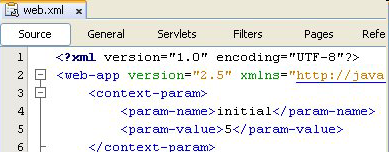 web.xml
Source General Servlets Filters Pages Refe
1 <?xml version="1.0" encoding="UTF-8"?>
2 <web-app version="2.5" xmlns="http://java
3 <context-param>
4 <param-name>initial</param-name>
5 <param-value>5</param-value>
6 </context-param>